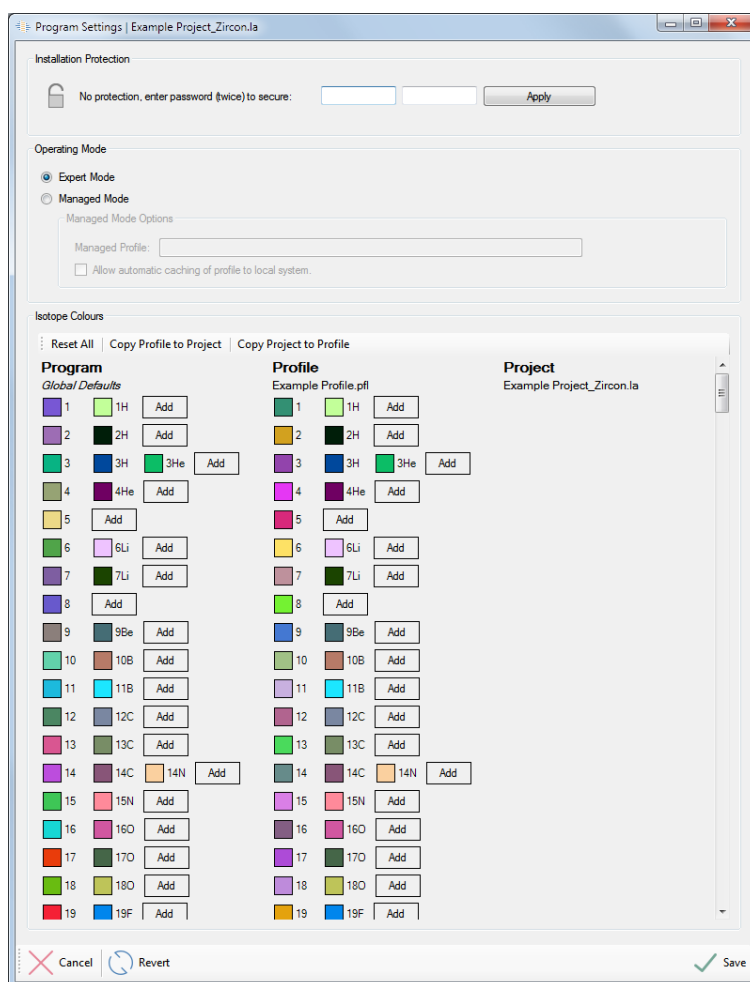 Program Settings | Example Project_Zircon.la
Installation Protection
No protection, enter password (twice) to secure:
Apply
Operating Mode
Expert Mode
Managed Mode
Managed Mode Options
Managed Profile:
Allow automatic caching of profile to local system.
Isotope Colours
Reset All | Copy Profile to Project | Copy Project to Profile
Program Profile Project
Global Defaults Example Profile.pfl Example Project_Zircon.la
1 1H Add 1 1H Add
2 2H Add 2 2H Add
3 3H 3He Add 3 3H 3He Add
4 4He Add 4 4He Add
5 Add 5 Add
6 6Li Add 6 6Li Add
7 7Li Add 7 7Li Add
8 Add 8 Add
9 9Be Add 9 9Be Add
10 10B Add 10 10B Add
11 11B Add 11 11B Add
12 12C Add 12 12C Add
13 13C Add 13 13C Add
14 14C 14N Add 14 14C 14N Add
15 15N Add 15 15N Add
16 16O Add 16 16O Add
17 17O Add 17 17O Add
18 18O Add 18 18O Add
19 19F Add 19 19F Add
Cancel Revert Save